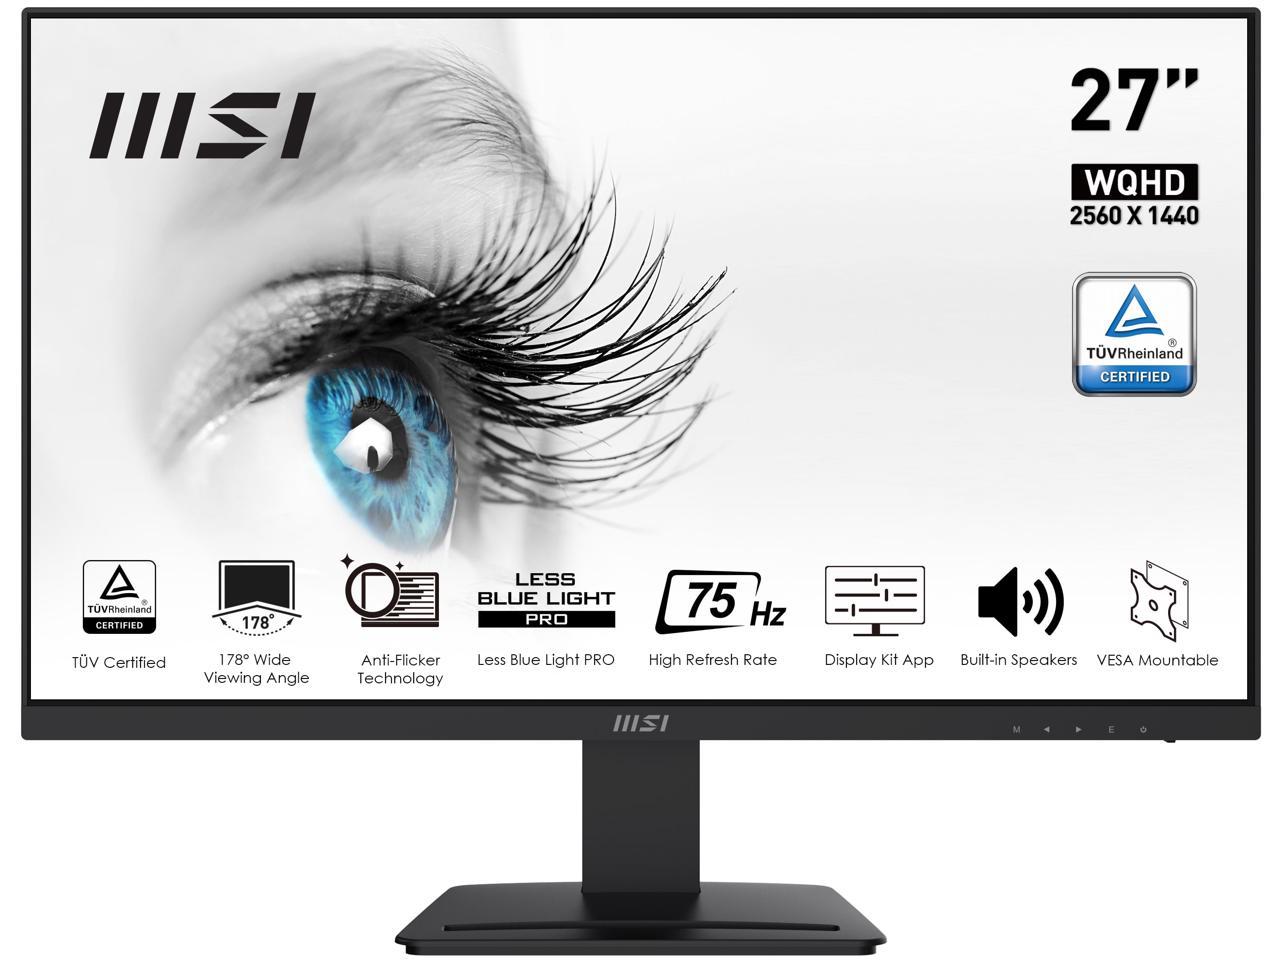 msi
27”
WQHD
2560 X 1440
TÜVRheinland®
CERTIFIED
TÜVRheinland
CERTIFIED
TÜV Certified
178°
178° Wide
Viewing Angle
Anti-Flicker
Technology
LESS
BLUE LIGHT
PRO
Less Blue Light PRO
75 Hz
High Refresh Rate
Display Kit App
Built-in Speakers
VESA Mountable
msi
M
E